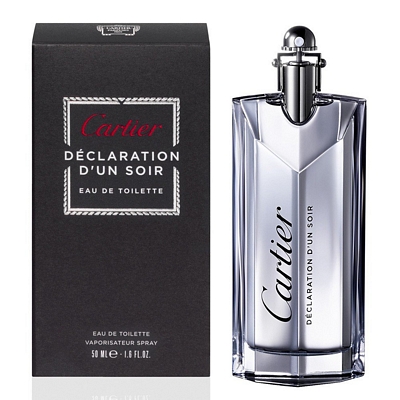 Cartier
DÉCLARATION
D'UN SOIR
EAU DE TOILETTE
EAU DE TOILETTE
VAPORISATEUR SPRAY
50 ML ℮ - 1.6 FL.OZ.
Cartier
DÉCLARATION D'UN SOIR